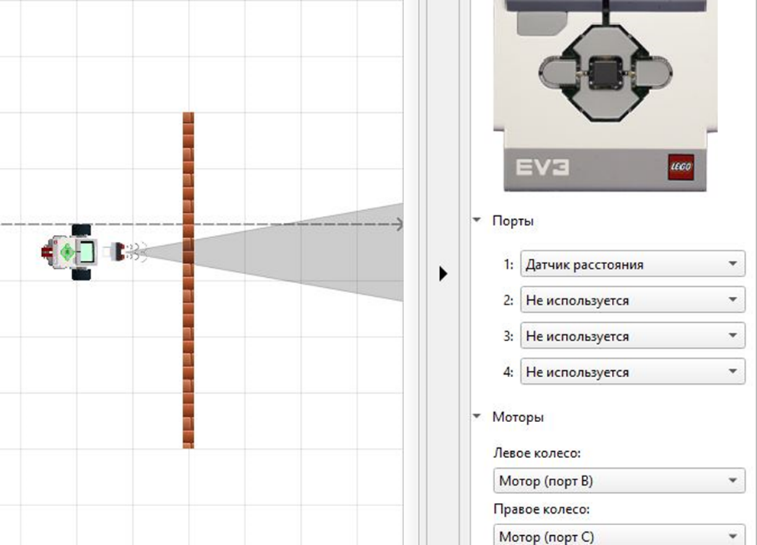 EV3
LEGO
Порты
1: Датчик расстояния
2: Не используется
3: Не используется
4: Не используется
Моторы
Левое колесо:
Мотор (порт B)
Правое колесо:
Мотор (порт C)